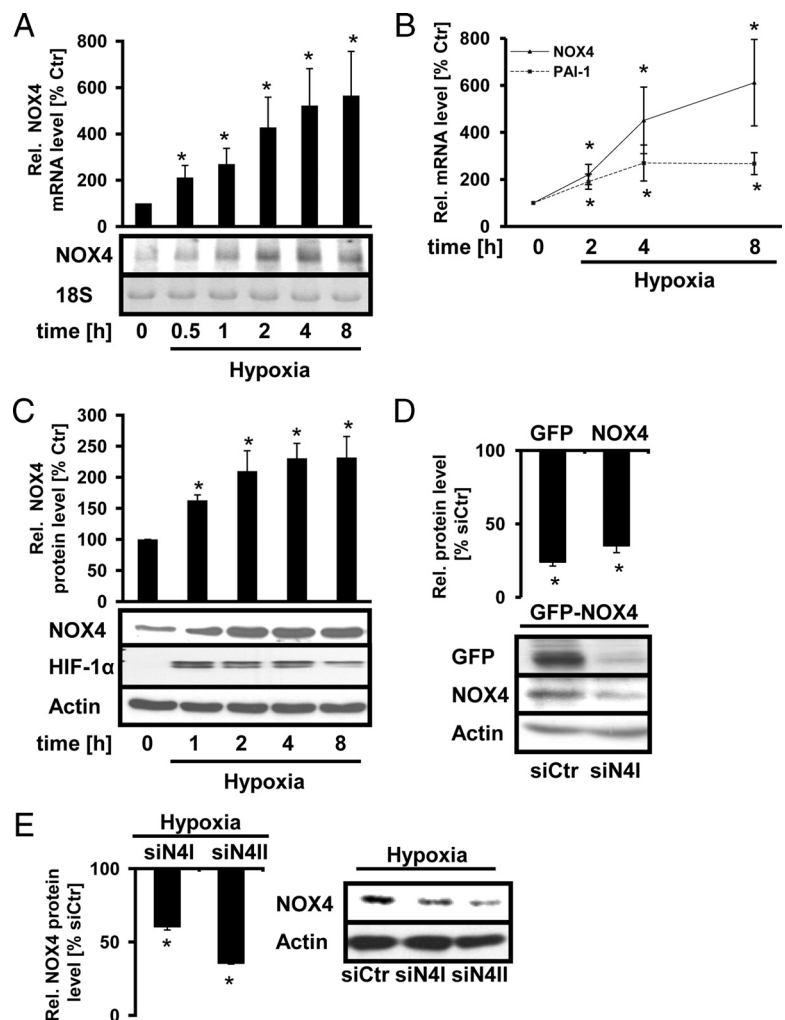 A
Rel. NOX4
mRNA level [% Ctr]
800
600
400
200
0
* * * * *
NOX4
18S
time [h] 0 0.5 1 2 4 8
Hypoxia
B
Rel. mRNA level [% Ctr]
800
600
400
200
0
NOX4
PAI-1
* * *
* * *
time [h] 0 2 4 8
Hypoxia
C
Rel. NOX4
protein level [% Ctr]
300
250
200
150
100
50
0
* * * *
NOX4
HIF-1α
Actin
time [h] 0 1 2 4 8
Hypoxia
D
Rel. protein level
[% siCtr]
GFP NOX4
100
50
0
* *
GFP-NOX4
GFP
NOX4
Actin
siCtr siN4I
E
Rel. NOX4 protein
level [% siCtr]
Hypoxia
siN4I siN4II
100
50
0
* *
Hypoxia
NOX4
Actin
siCtr siN4I siN4II